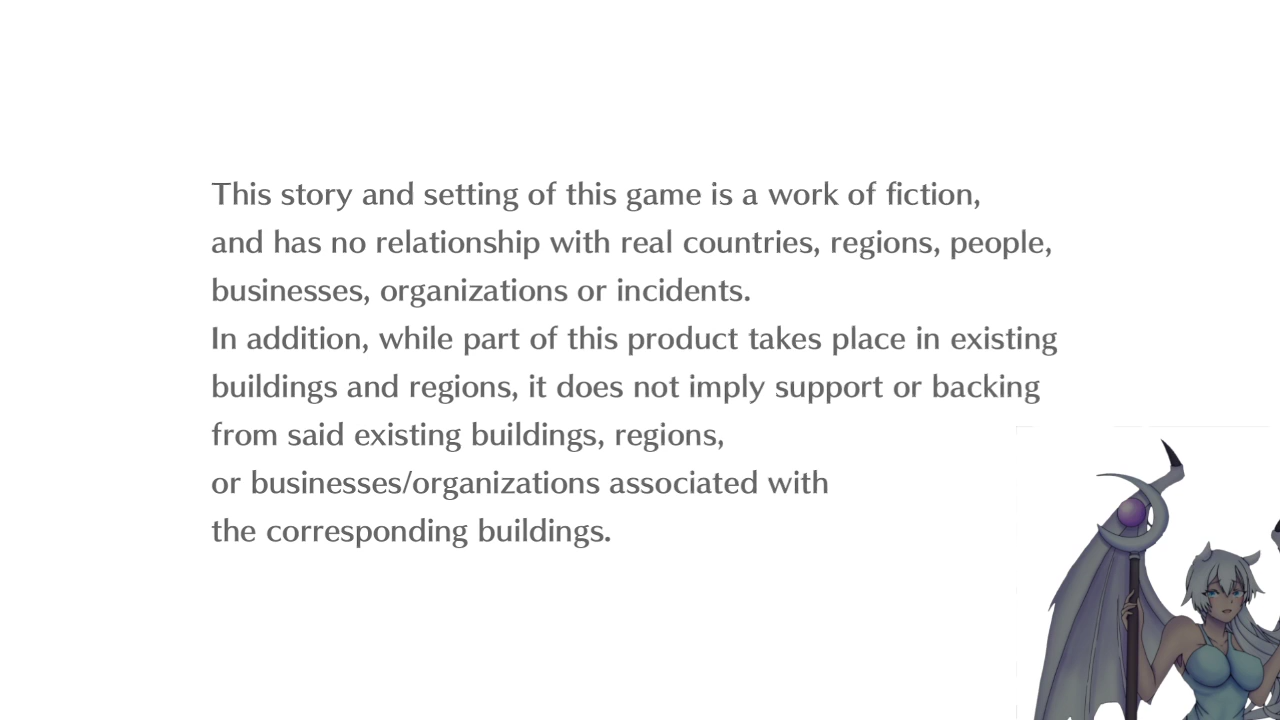 This story and setting of this game is a work of fiction,
and has no relationship with real countries, regions, people,
businesses, organizations or incidents.
In addition, while part of this product takes place in existing
buildings and regions, it does not imply support or backing
from said existing buildings, regions,
or businesses/organizations associated with
the corresponding buildings.